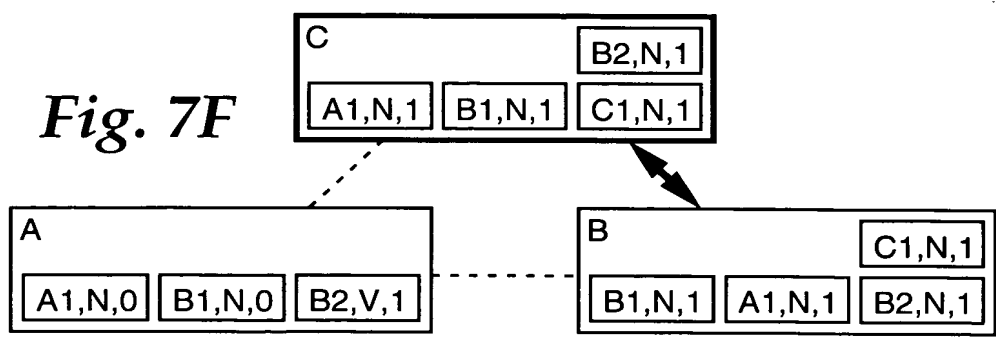 C
B2,N,1
A1,N,1 B1,N,1 C1,N,1
Fig. 7F
A
A1,N,0 B1,N,0 B2,V,1
B
C1,N,1
B1,N,1 A1,N,1 B2,N,1